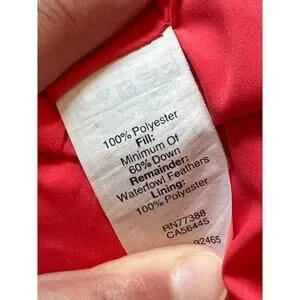 100% Polyester
Fill:
Minimum Of
60% Down
Remainder:
Waterfowl Feathers
Lining:
100% Polyester
RN77388
CA56445
92465